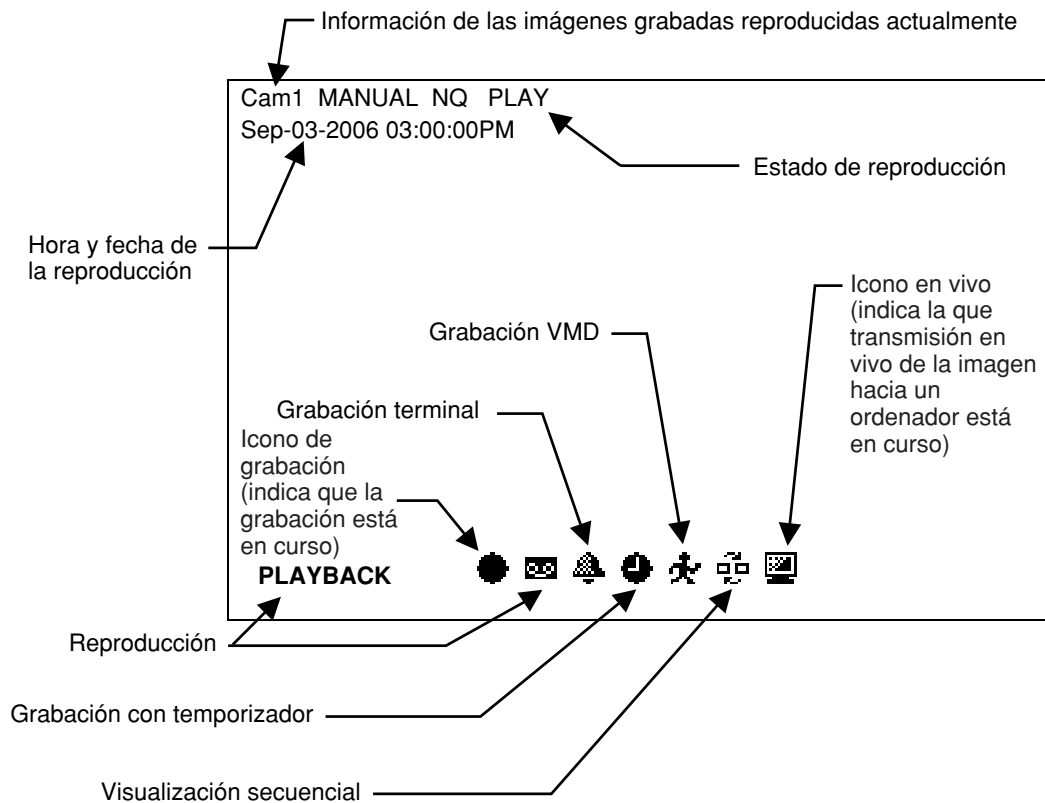 Información de las imágenes grabadas reproducidas actualmente
Cam1 MANUAL NQ PLAY
Sep-03-2006 03:00:00PM
Estado de reproducción
Hora y fecha de
la reproducción
Icono en vivo
(indica la que
transmisión en
vivo de la imagen
hacia un
ordenador está
en curso)
Grabación VMD
Grabación terminal
Icono de
grabación
(indica que la
grabación está
en curso)
PLAYBACK
Reproducción
Grabación con temporizador
Visualización secuencial